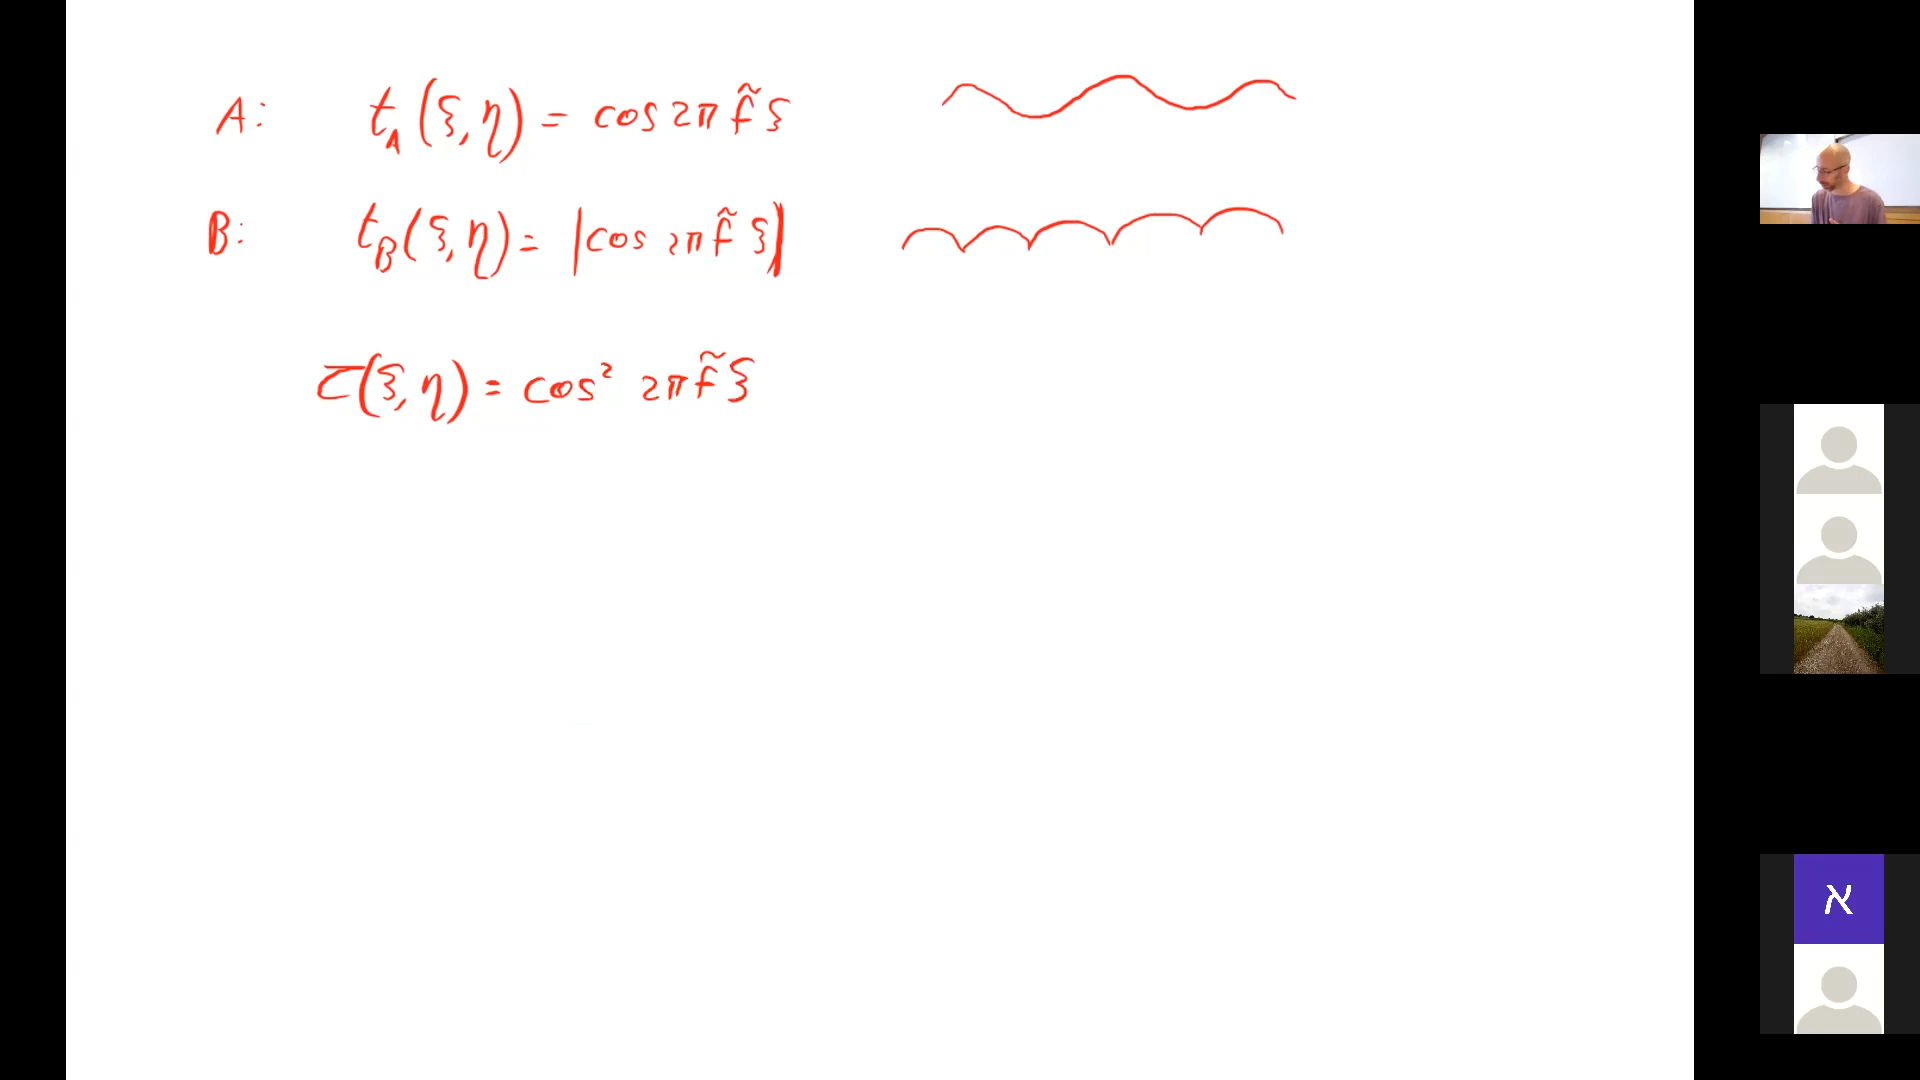 A: t_A(ξ,η) = cos 2π f̃ ξ
B: t_B(ξ,η) = |cos 2π f̃ ξ|
τ(ξ,η) = cos² 2π f̃ ξ
א